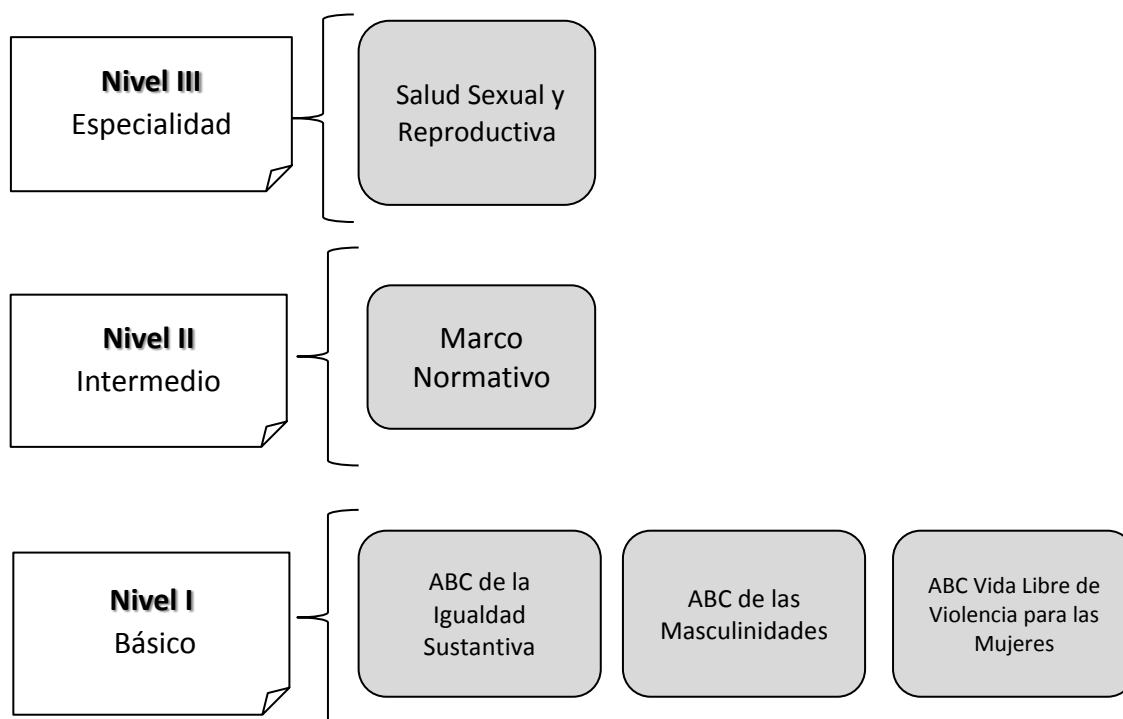 Nivel III
Especialidad
Salud Sexual y
Reproductiva
Nivel II
Intermedio
Marco
Normativo
Nivel I
Básico
ABC de la
Igualdad
Sustantiva
ABC de las
Masculinidades
ABC Vida Libre de
Violencia para las
Mujeres